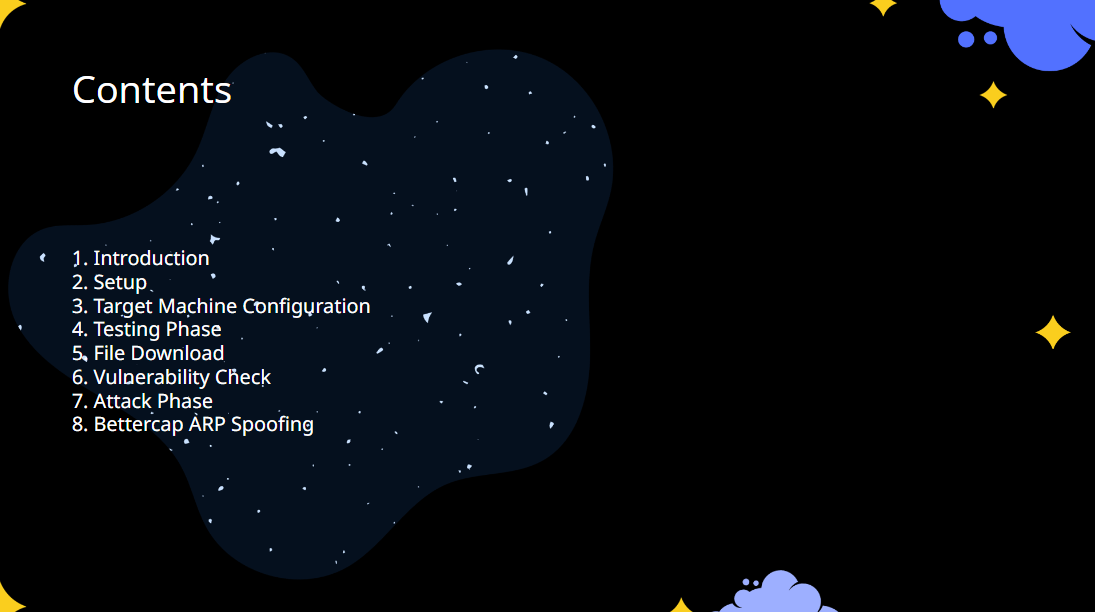 Contents
1. Introduction
2. Setup
3. Target Machine Configuration
4. Testing Phase
5. File Download
6. Vulnerability Check
7. Attack Phase
8. Bettercap ARP Spoofing